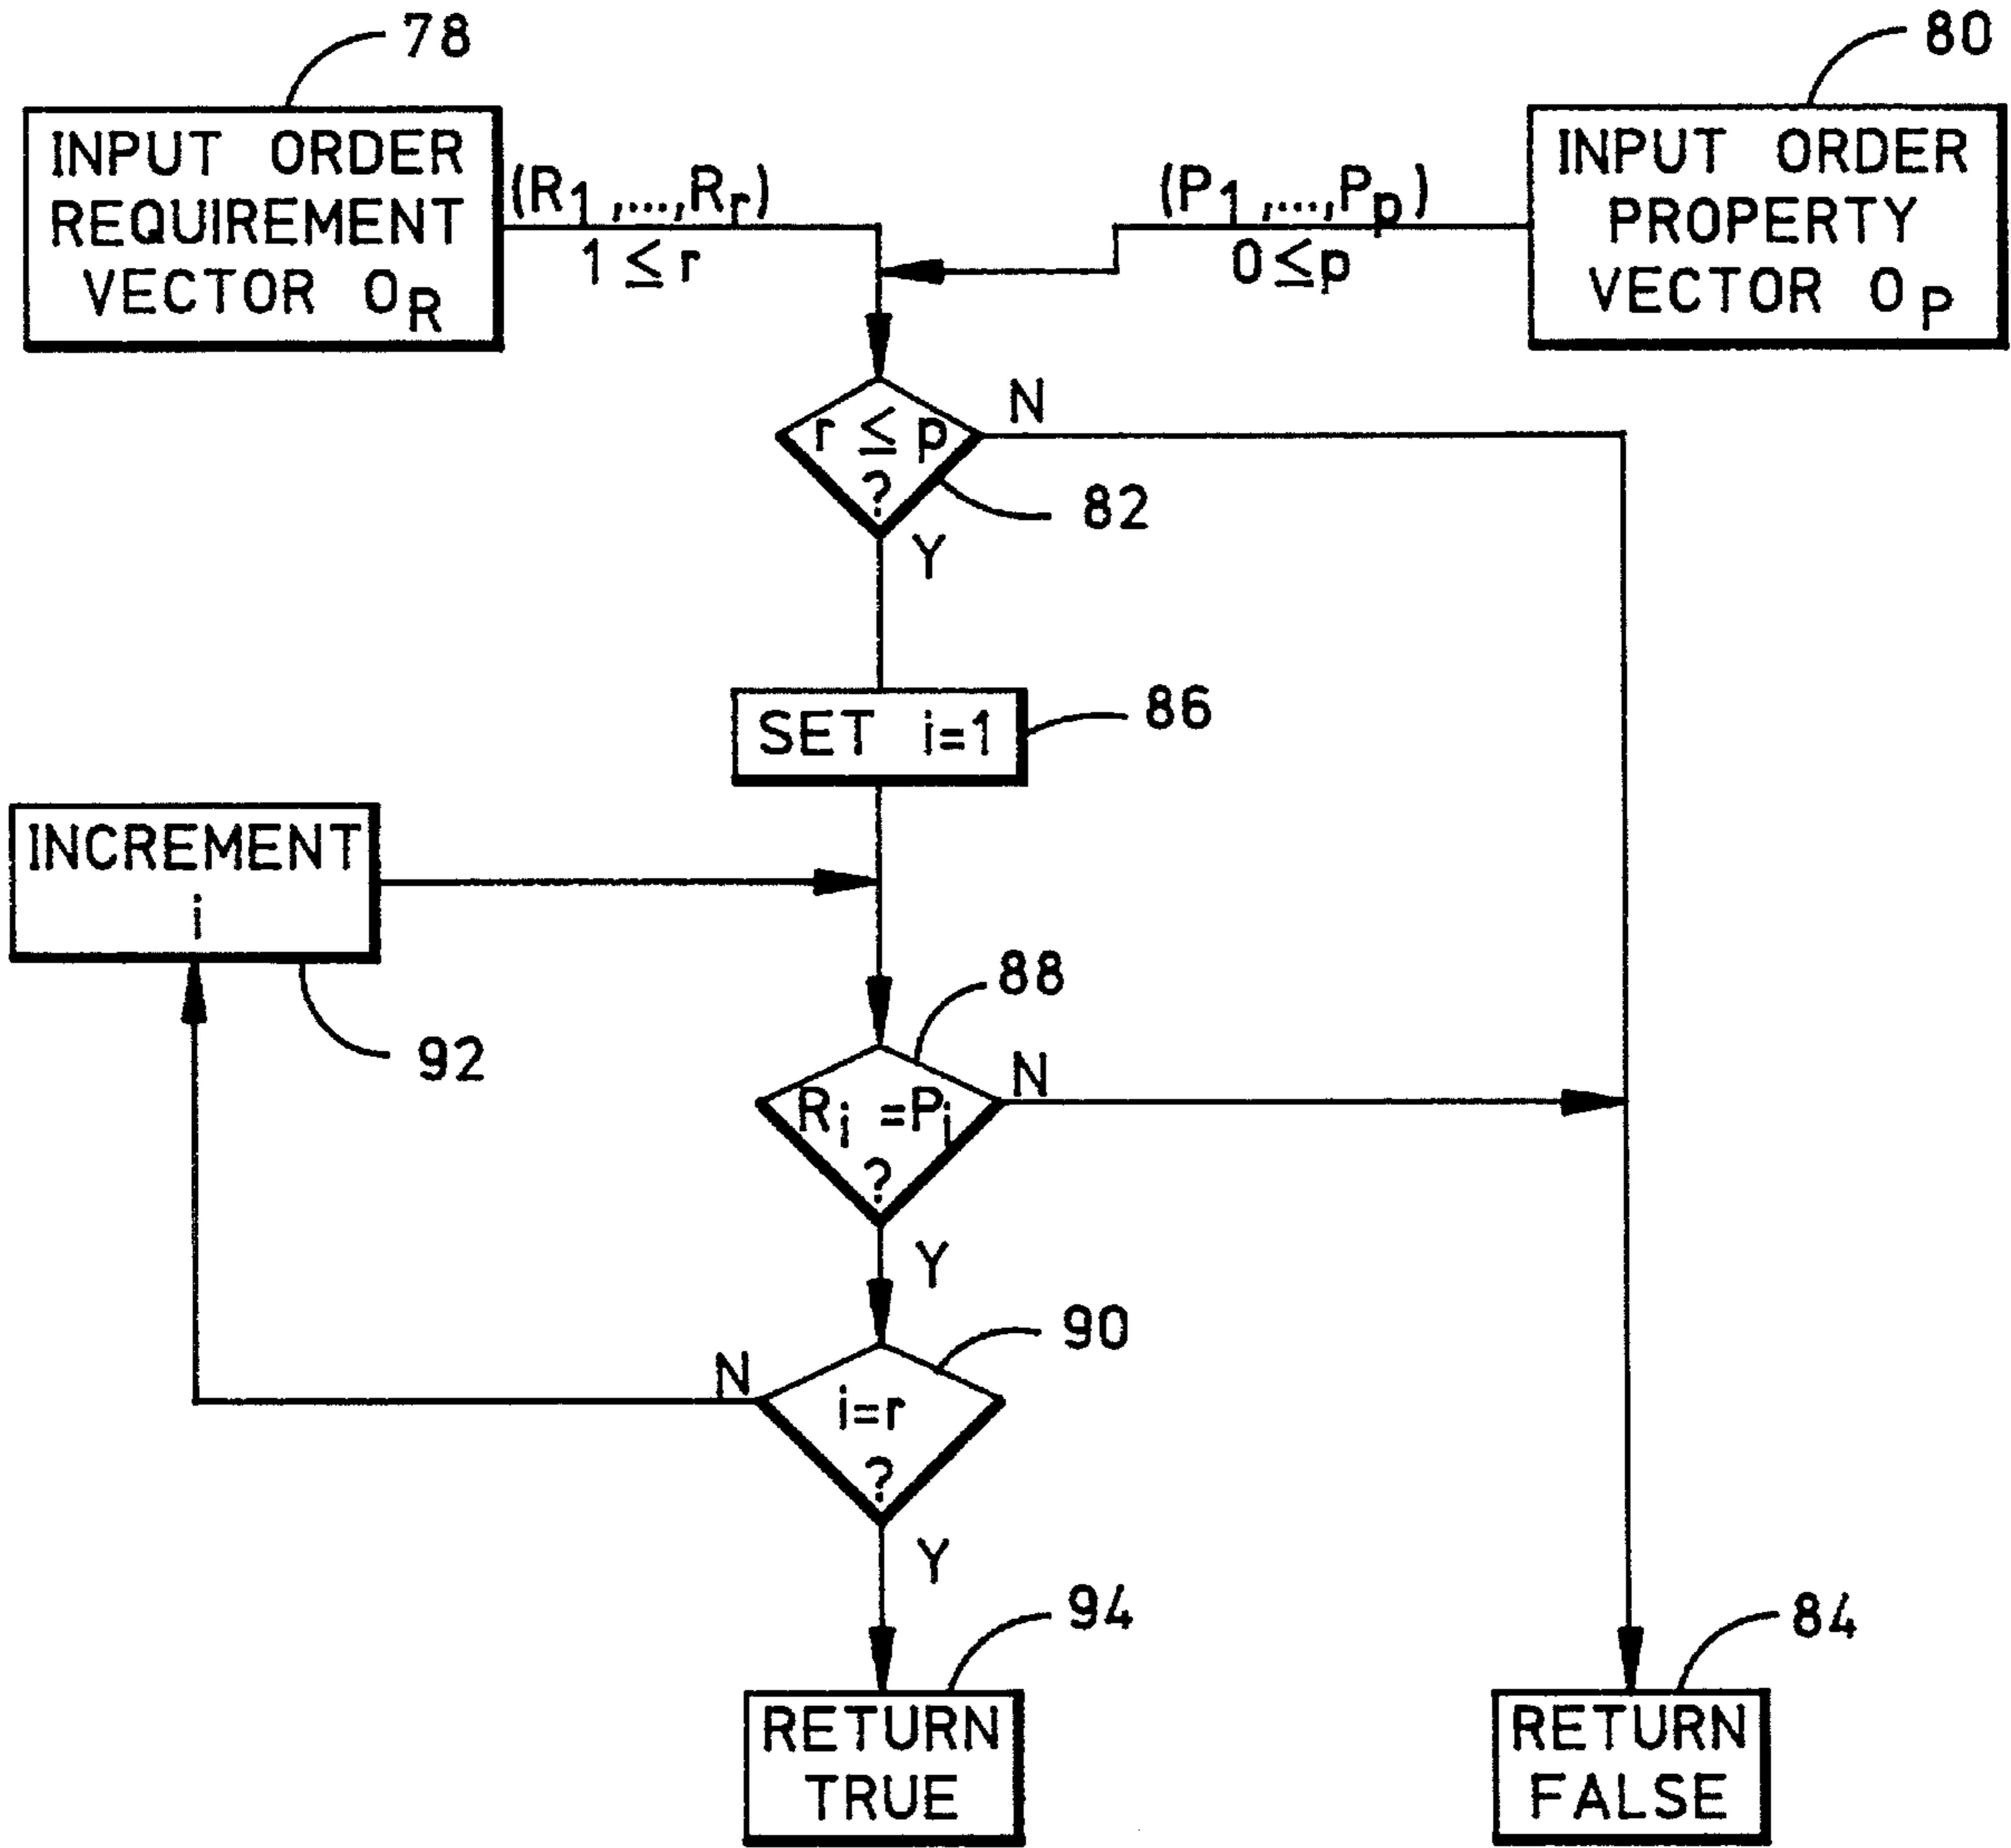 78
80
INPUT ORDER
REQUIREMENT
VECTOR O_R
(R_1,...,R_r)
1 ≤ r
(P_1,...,P_p)
0 ≤ p
INPUT ORDER
PROPERTY
VECTOR O_P
r ≤ p
?
N
82
Y
SET i=1
86
INCREMENT
i
92
88
R_i =P_i
?
N
Y
90
N
i=r
?
Y
94
84
RETURN
TRUE
RETURN
FALSE